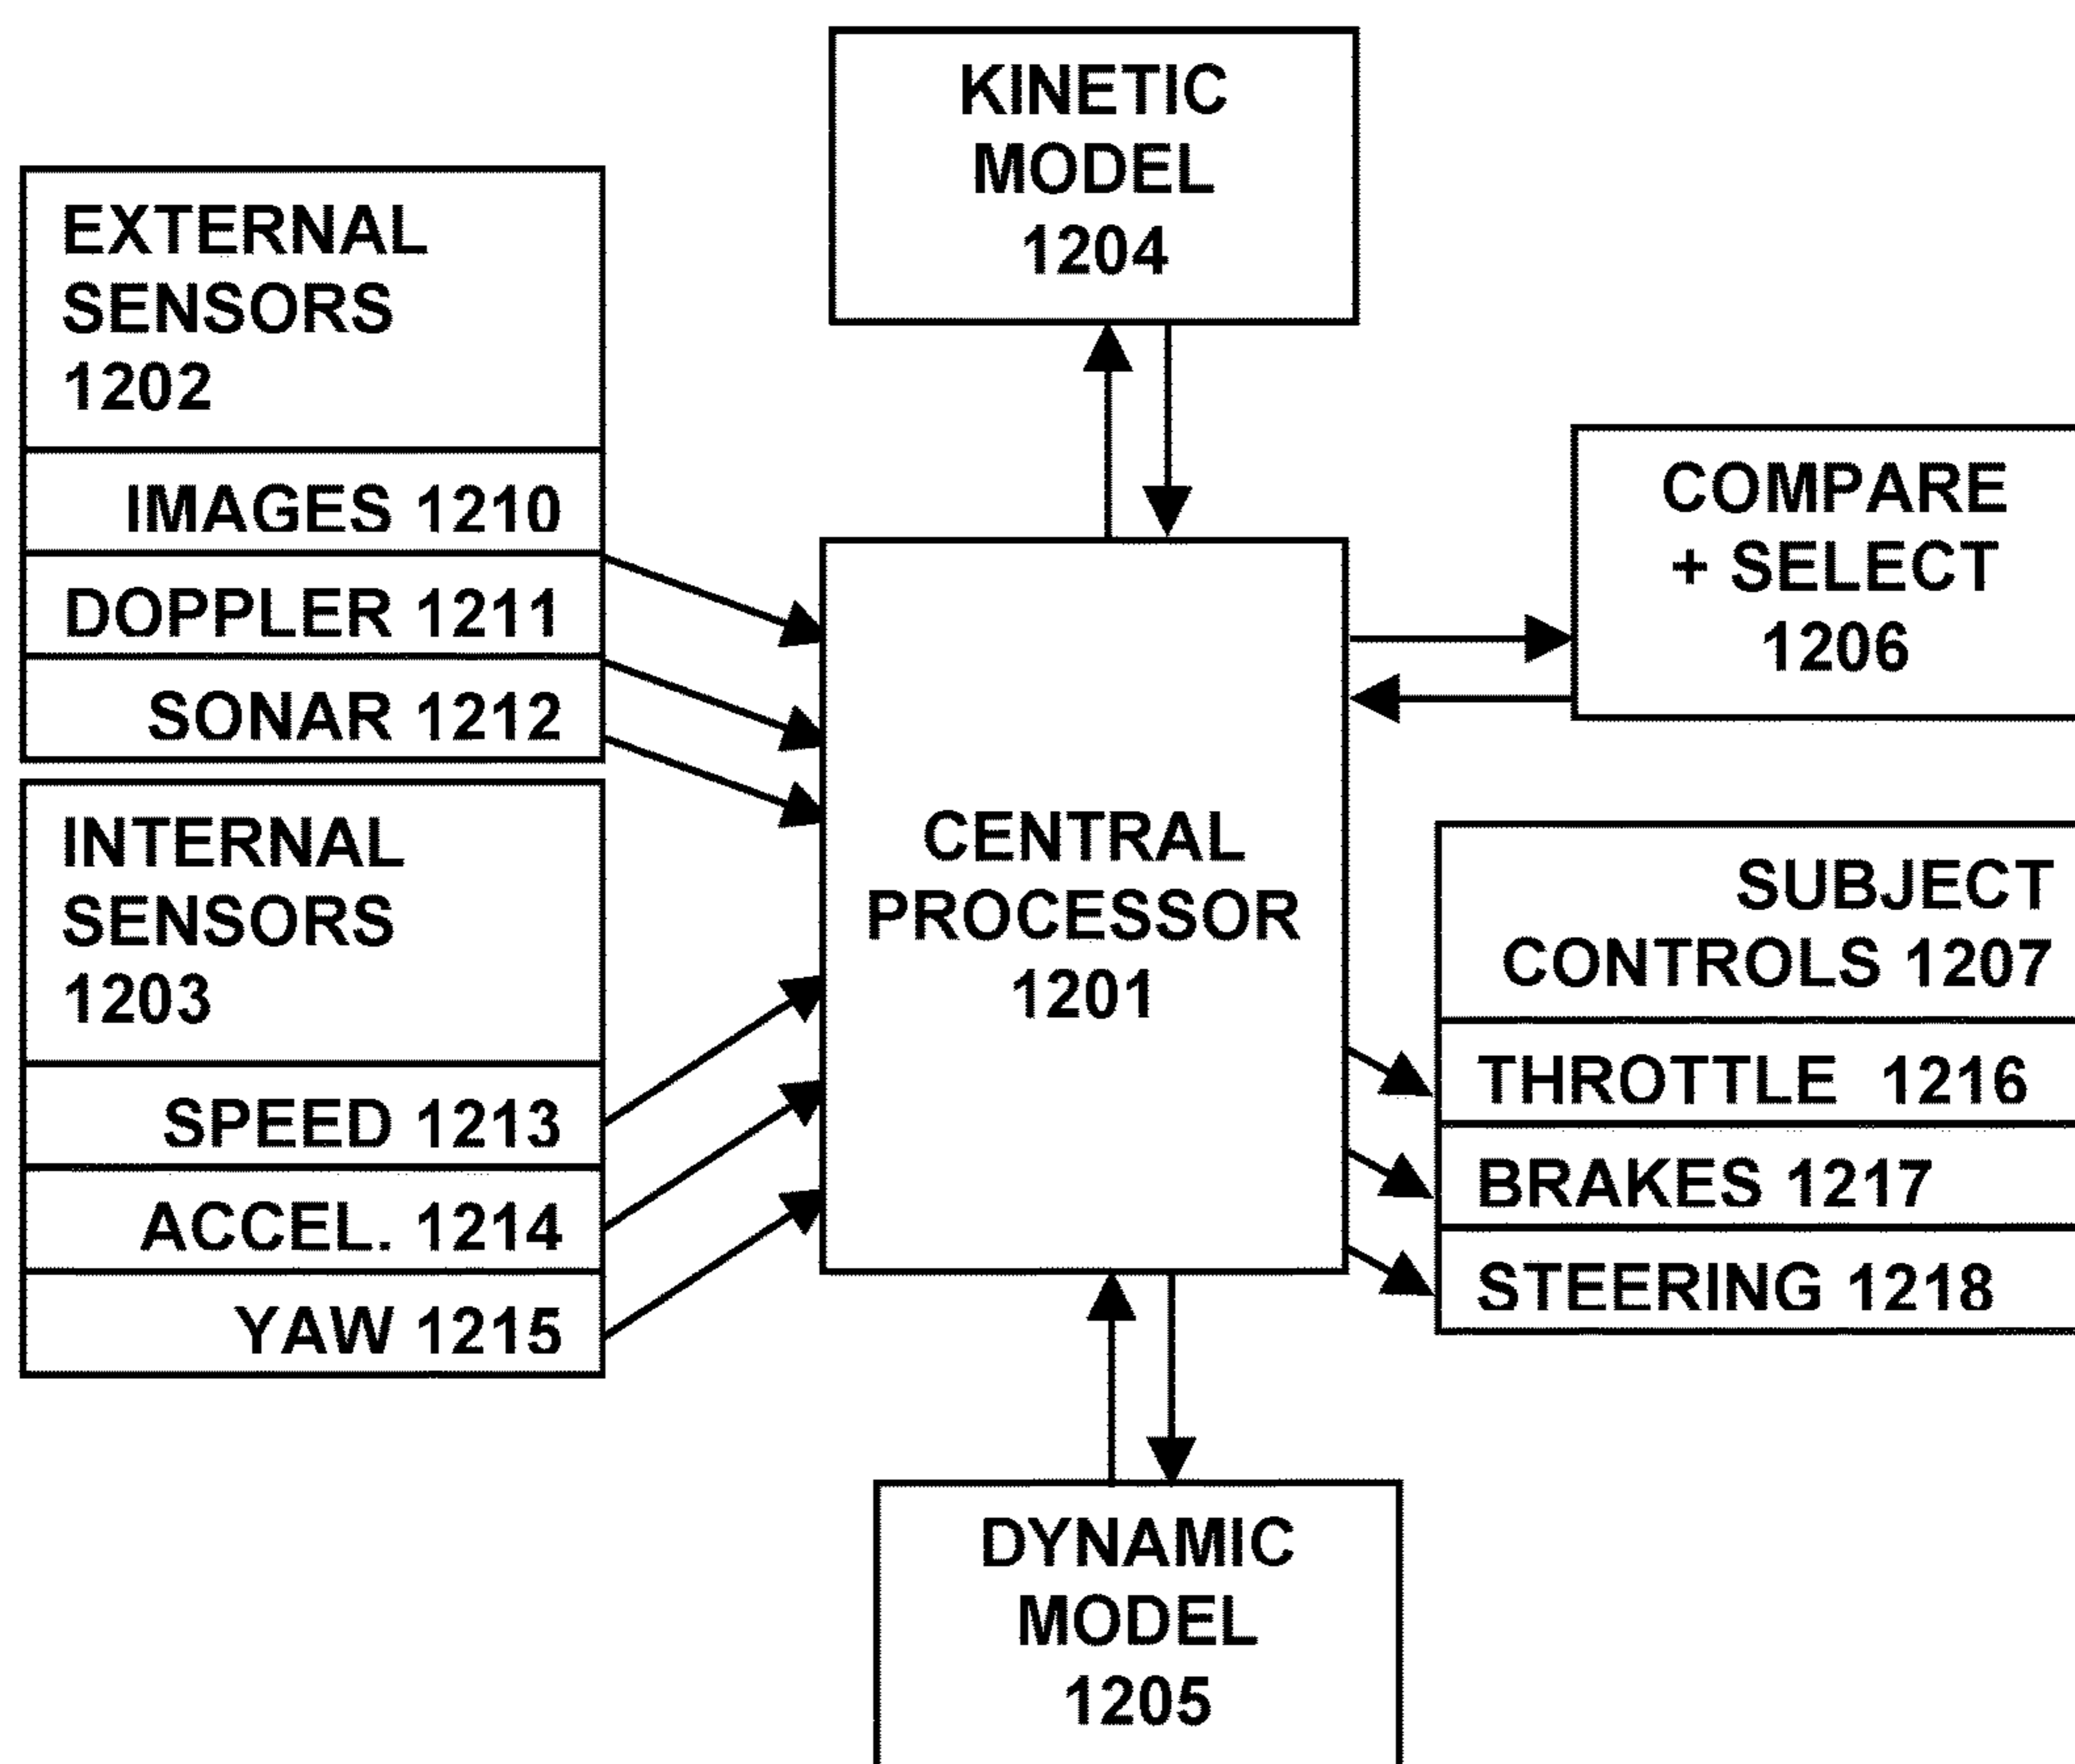 KINETIC
MODEL
1204
EXTERNAL
SENSORS
1202
IMAGES 1210
DOPPLER 1211
SONAR 1212
INTERNAL
SENSORS
1203
SPEED 1213
ACCEL. 1214
YAW 1215
CENTRAL
PROCESSOR
1201
COMPARE
+ SELECT
1206
SUBJECT
CONTROLS 1207
THROTTLE 1216
BRAKES 1217
STEERING 1218
DYNAMIC
MODEL
1205